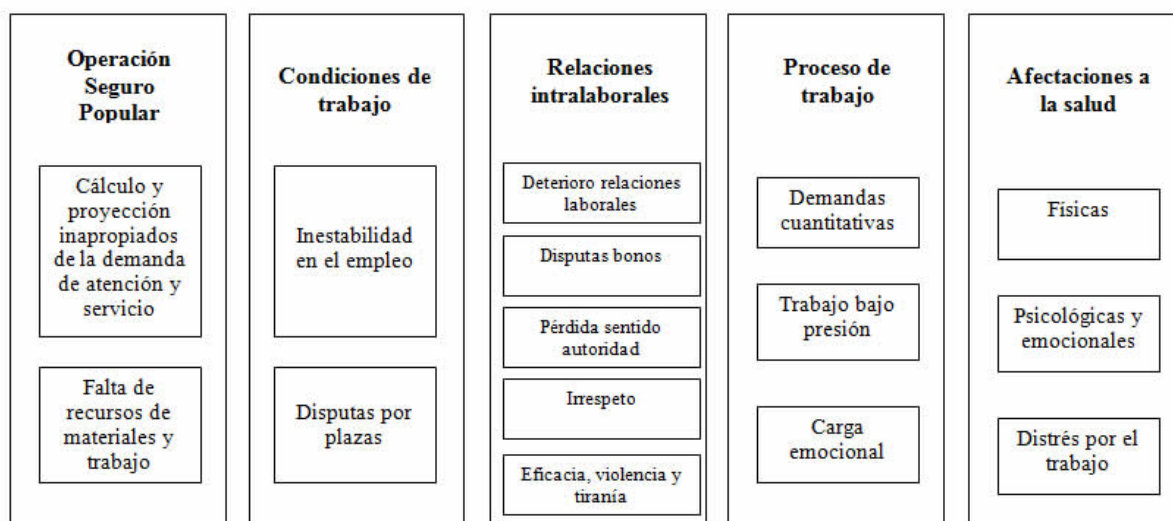 Operación
Seguro
Popular
Cálculo y
proyección
inapropiados
de la demanda
de atención y
servicio
Falta de
recursos de
materiales y
trabajo
Condiciones de
trabajo
Inestabilidad
en el empleo
Disputas por
plazas
Relaciones
intralaborales
Deterioro relaciones
laborales
Disputas bonos
Pérdida sentido
autoridad
Irrespeto
Eficacia, violencia y
tiranía
Proceso de
trabajo
Demandas
cuantitativas
Trabajo bajo
presión
Carga
emocional
Afectaciones a
la salud
Físicas
Psicológicas y
emocionales
Distrés por el
trabajo